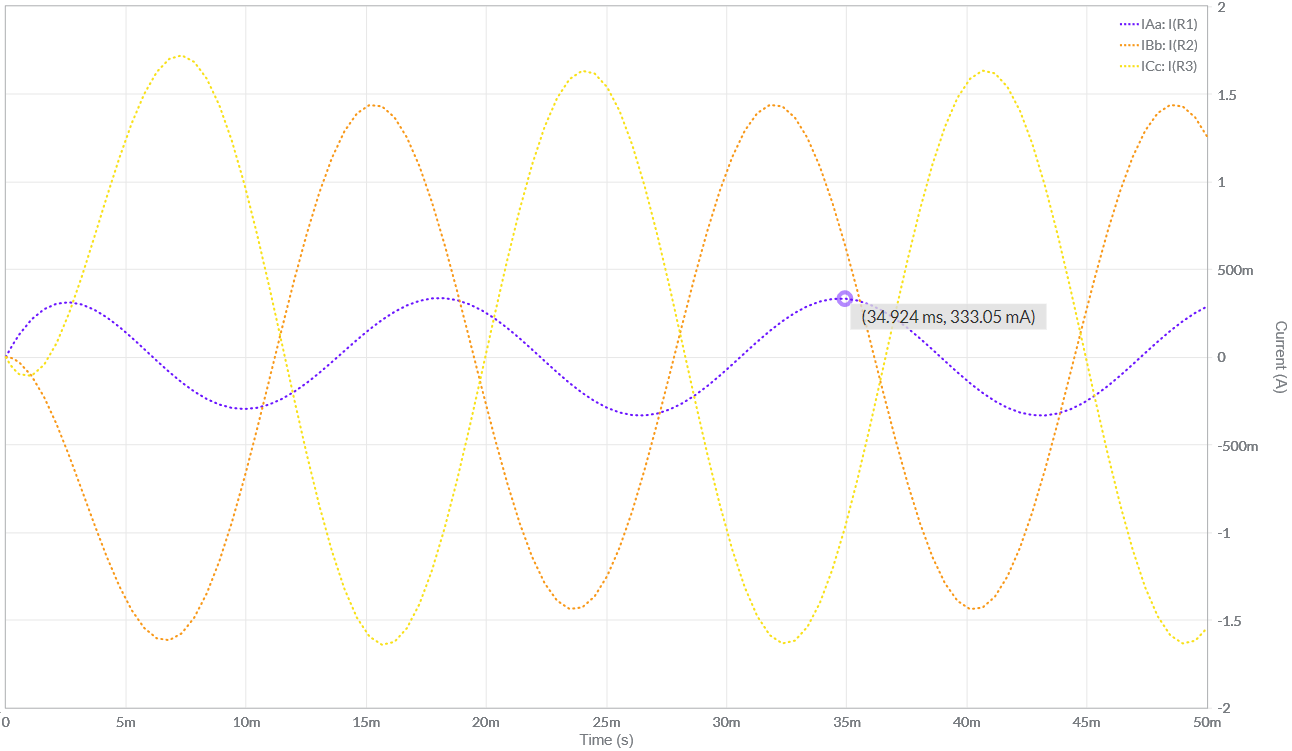 2
IAa: I(R1)
IBb: I(R2)
ICc: I(R3)
1.5
1
500m
(34.924 ms, 333.05 mA)
0
Current (A)
-500m
-1
-1.5
-2
0 5m 10m 15m 20m 25m 30m 35m 40m 45m 50m
Time (s)